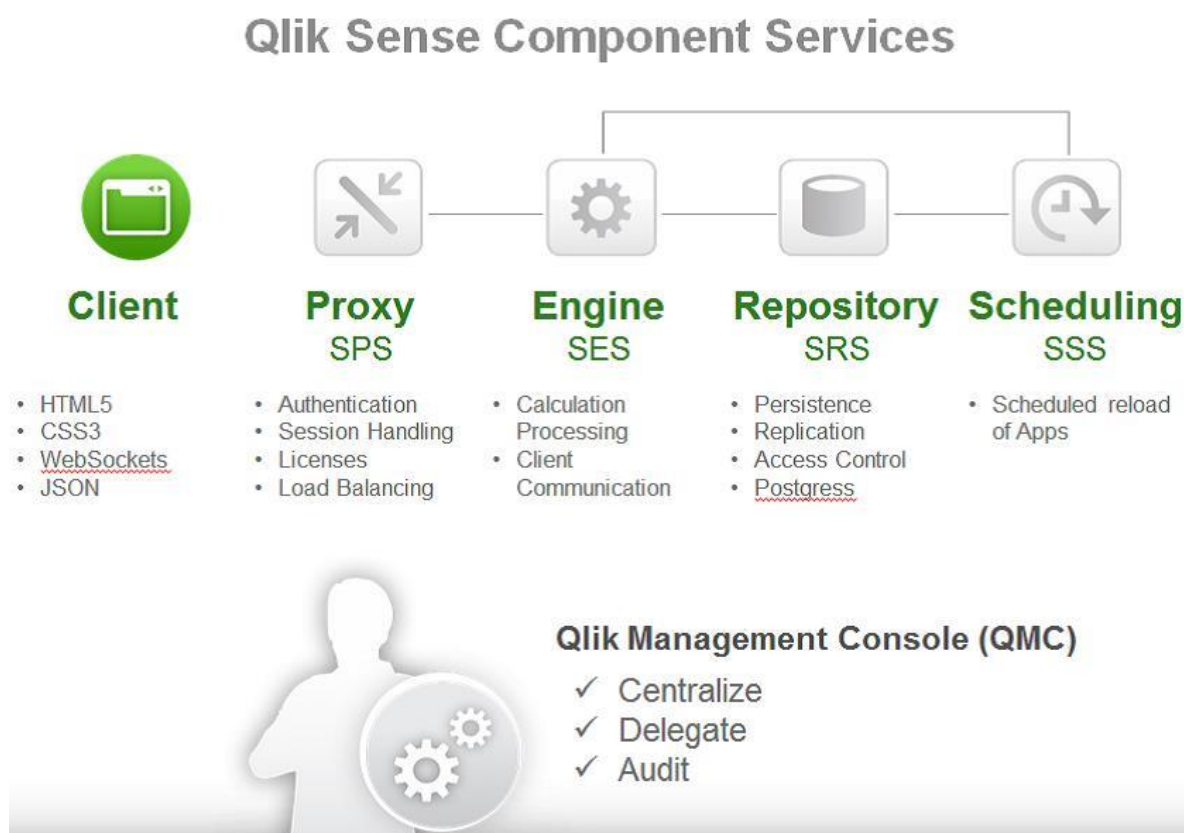 Qlik Sense Component Services
Client
Proxy
SPS
Engine
SES
Repository
SRS
Scheduling
SSS
• HTML5
• CSS3
• WebSockets
• JSON
• Authentication
• Session Handling
• Licenses
• Load Balancing
• Calculation
Processing
• Client
Communication
• Persistence
• Replication
• Access Control
• Postgress
• Scheduled reload
of Apps
Qlik Management Console (QMC)
✓ Centralize
✓ Delegate
✓ Audit